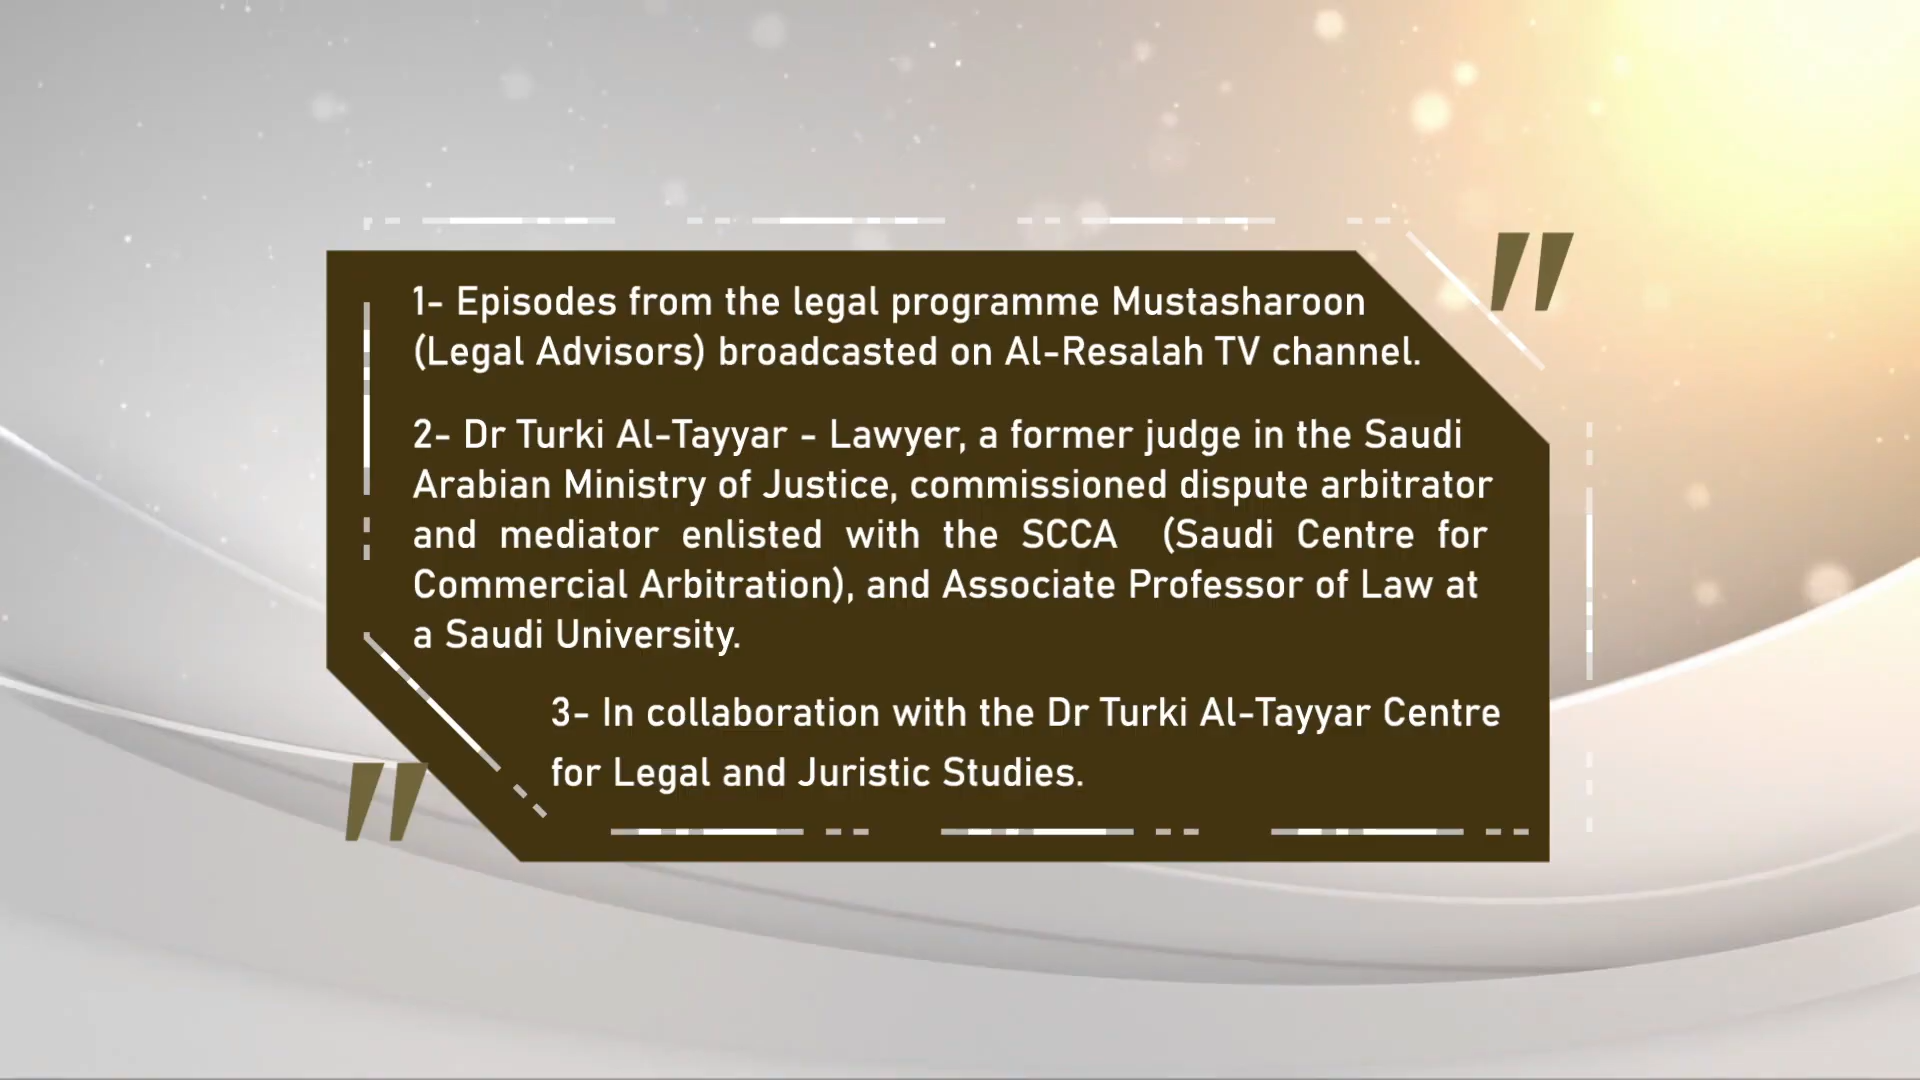 1- Episodes from the legal programme Mustasharoon
(Legal Advisors) broadcasted on Al-Resalah TV channel.
2- Dr Turki Al-Tayyar - Lawyer, a former judge in the Saudi
Arabian Ministry of Justice, commissioned dispute arbitrator
and mediator enlisted with the SCCA (Saudi Centre for
Commercial Arbitration), and Associate Professor of Law at
a Saudi University.
3- In collaboration with the Dr Turki Al-Tayyar Centre
for Legal and Juristic Studies.